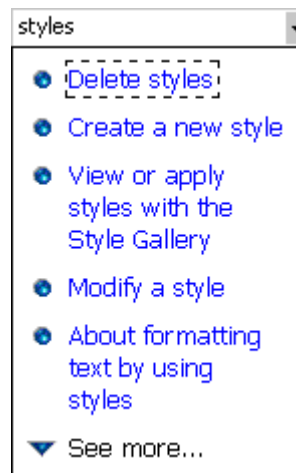 styles
Delete styles
Create a new style
View or apply
styles with the
Style Gallery
Modify a style
About formatting
text by using
styles
See more...